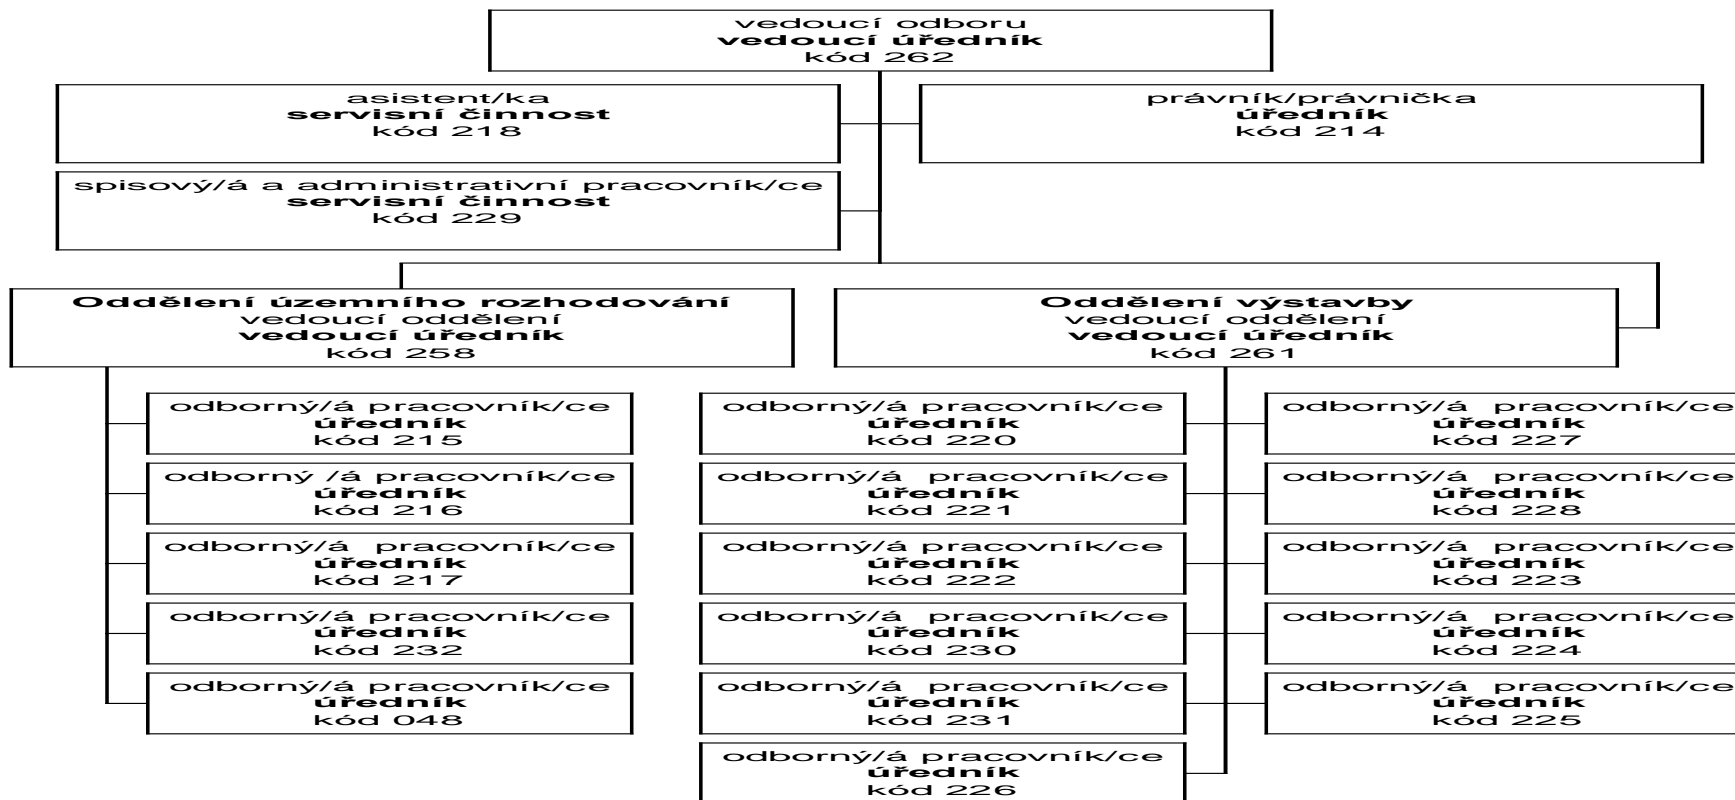 vedoucí odboru
vedoucí úředník
kód 262
asistent/ka
servisní činnost
kód 218
právník/právnička
úředník
kód 214
spisový/á a administrativní pracovník/ce
servisní činnost
kód 229
Oddělení územního rozhodování
vedoucí oddělení
vedoucí úředník
kód 258
Oddělení výstavby
vedoucí oddělení
vedoucí úředník
kód 261
odborný/á pracovník/ce
úředník
kód 215
odborný /á pracovník/ce
úředník
kód 216
odborný/á  pracovník/ce
úředník
kód 217
odborný/á pracovník/ce
úředník
kód 232
odborný/á pracovník/ce
úředník
kód 048
odborný/á pracovník/ce
úředník
kód 220
odborný/á  pracovník/ce
úředník
kód 221
odborný/á pracovník/ce
úředník
kód 222
odborný/á  pracovník/ce
úředník
kód 230
odborný/á  pracovník/ce
úředník
kód 231
odborný/á pracovník/ce
úředník
kód 226
odborný/á  pracovník/ce
úředník
kód 227
odborný/á  pracovník/ce
úředník
kód 228
odborný/á  pracovník/ce
úředník
kód 223
odborný/á  pracovník/ce
úředník
kód 224
odborný/á  pracovník/ce
úředník
kód 225